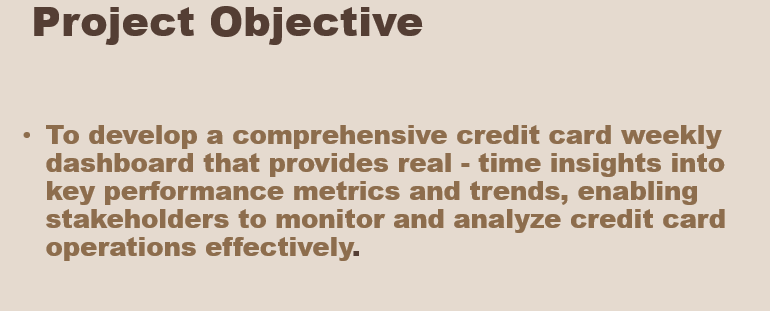 Project Objective
• To develop a comprehensive credit card weekly
dashboard that provides real - time insights into
key performance metrics and trends, enabling
stakeholders to monitor and analyze credit card
operations effectively.